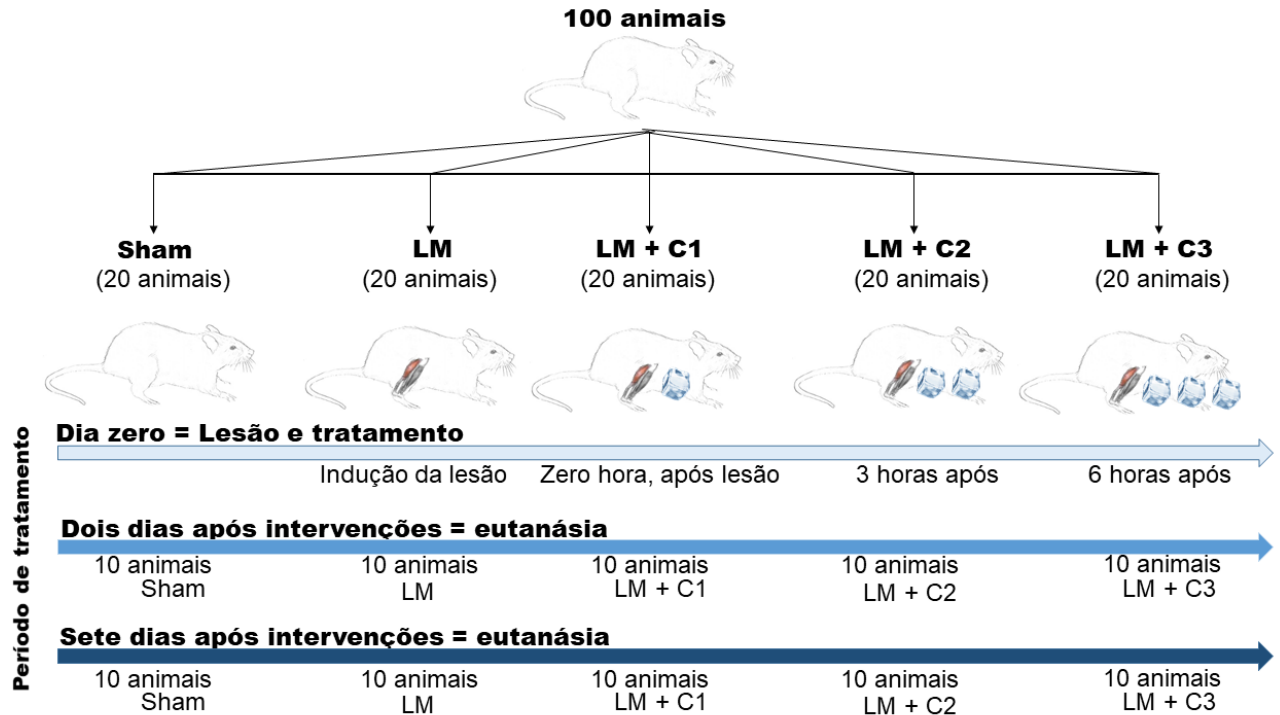 100 animais
Sham
(20 animais)
LM
(20 animais)
LM + C1
(20 animais)
LM + C2
(20 animais)
LM + C3
(20 animais)
Período de tratamento
Dia zero = Lesão e tratamento
Indução da lesão
Zero hora, após lesão
3 horas após
6 horas após
Dois dias após intervenções = eutanásia
10 animais
Sham
10 animais
LM
10 animais
LM + C1
10 animais
LM + C2
10 animais
LM + C3
Sete dias após intervenções = eutanásia
10 animais
Sham
10 animais
LM
10 animais
LM + C1
10 animais
LM + C2
10 animais
LM + C3